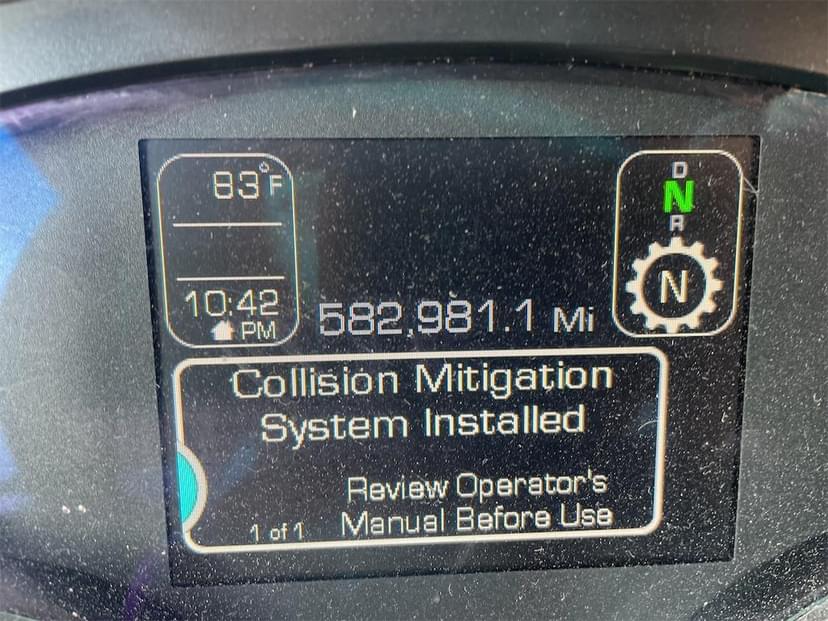 83°F
10:42
PM
582,981.1 Mi
D
N
R
N
Collision Mitigation
System Installed
Review Operator's
Manual Before Use
1 of 1